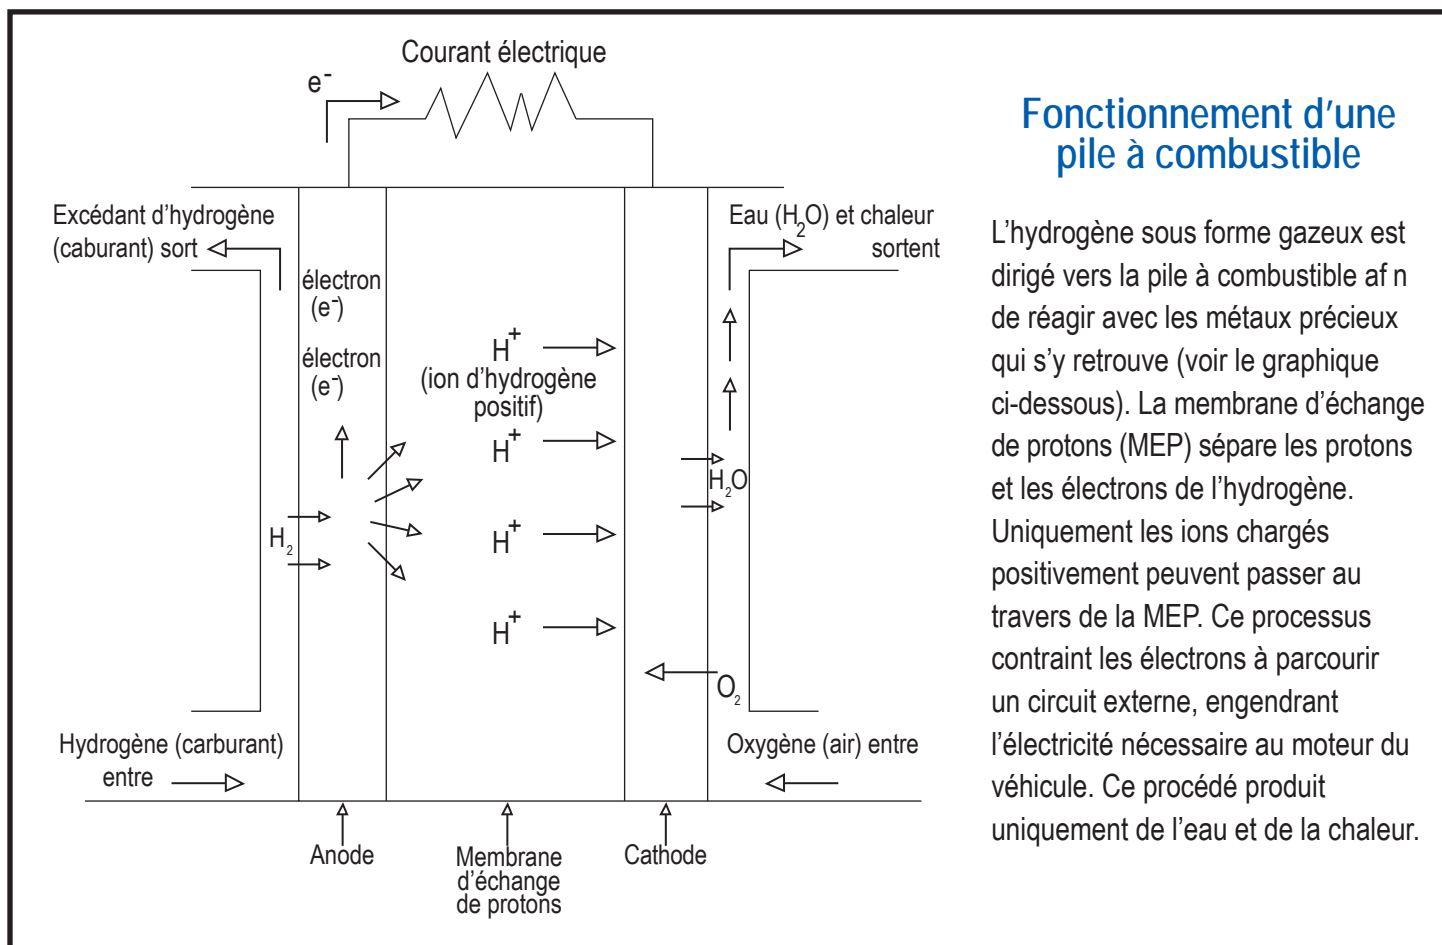 Courant électrique
e⁻
Fonctionnement d'une
pile à combustible
Excédant d'hydrogène
(caburant) sort
Eau (H₂O) et chaleur
sortent
électron
(e⁻)
électron
(e⁻)
H⁺
(ion d'hydrogène
positif)
H⁺
H⁺
H⁺
H₂
H₂O
O₂
Hydrogène (carburant)
entre
Oxygène (air) entre
Anode
Membrane
d'échange
de protons
Cathode
L'hydrogène sous forme gazeux est
dirigé vers la pile à combustible af n
de réagir avec les métaux précieux
qui s'y retrouve (voir le graphique
ci-dessous). La membrane d'échange
de protons (MEP) sépare les protons
et les électrons de l'hydrogène.
Uniquement les ions chargés
positivement peuvent passer au
travers de la MEP. Ce processus
contraint les électrons à parcourir
un circuit externe, engendrant
l'électricité nécessaire au moteur du
véhicule. Ce procédé produit
uniquement de l'eau et de la chaleur.